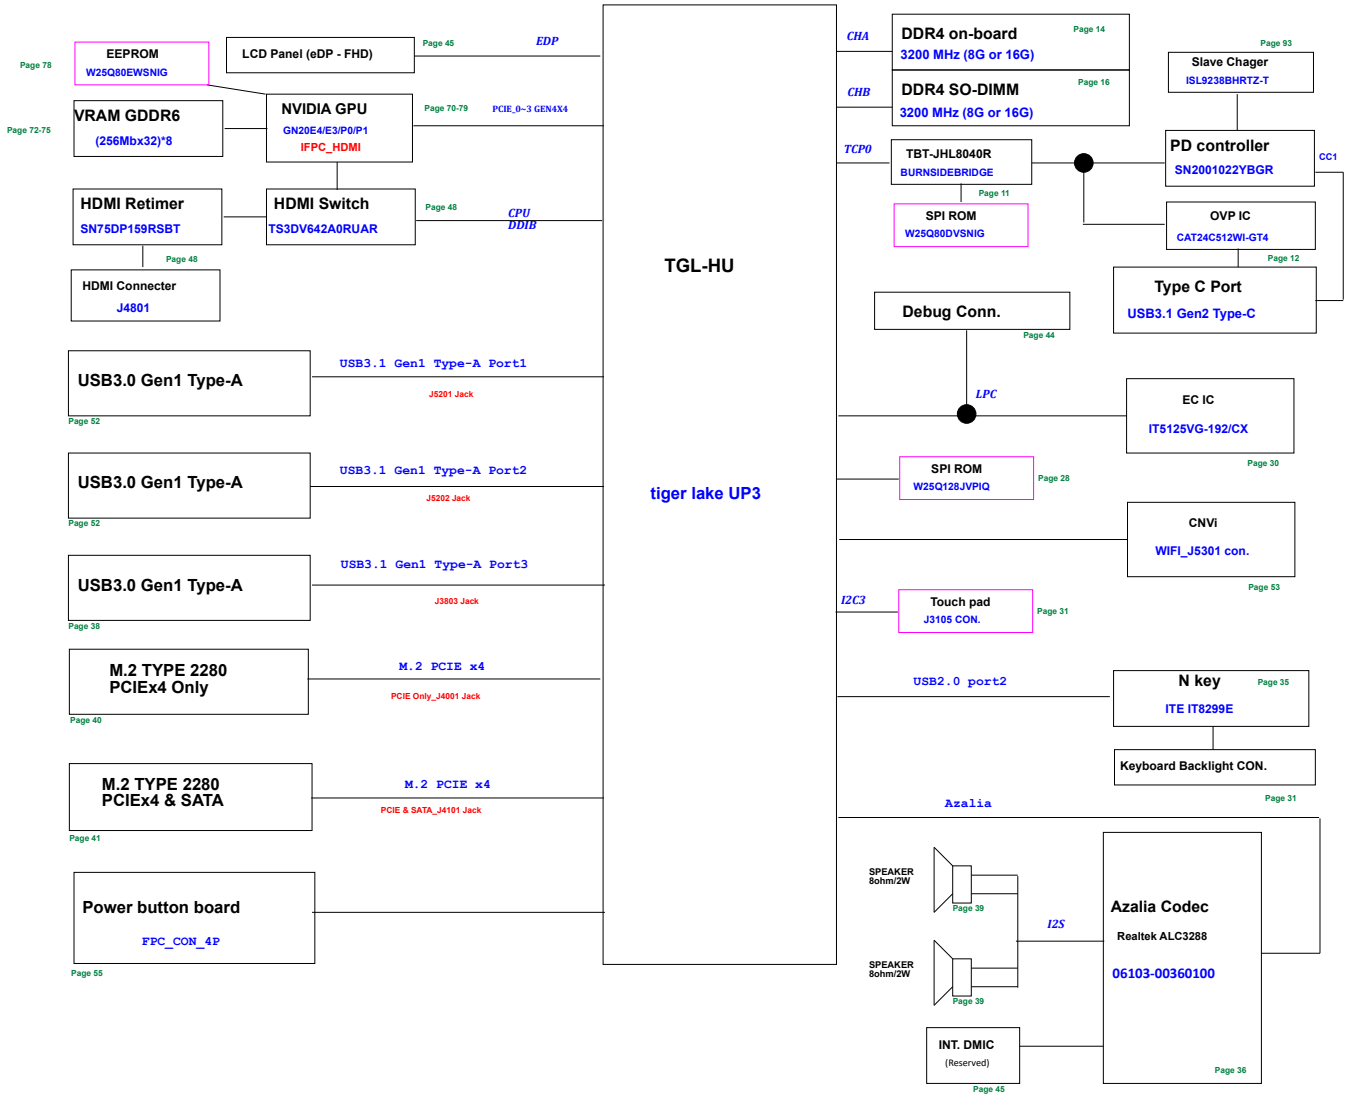 EEPROM
W25Q80EWSNIG
Page 78
LCD Panel (eDP - FHD)
Page 45
EDP
VRAM GDDR6
(256Mbx32)*8
Page 72-75
NVIDIA GPU
GN20E4/E3/P0/P1
IFPC_HDMI
Page 70-79
PCIE_0~3 GEN4X4
HDMI Retimer
SN75DP159RSBT
Page 48
HDMI Switch
TS3DV642A0RUAR
Page 48
CPU
DDIB
HDMI Connecter
J4801
USB3.0 Gen1 Type-A
Page 52
USB3.1 Gen1 Type-A Port1
J5201 Jack
USB3.0 Gen1 Type-A
Page 52
USB3.1 Gen1 Type-A Port2
J5202 Jack
USB3.0 Gen1 Type-A
Page 38
USB3.1 Gen1 Type-A Port3
J3803 Jack
M.2 TYPE 2280
PCIEx4 Only
Page 40
M.2 PCIE x4
PCIE Only_J4001 Jack
M.2 TYPE 2280
PCIEx4 & SATA
Page 41
M.2 PCIE x4
PCIE & SATA_J4101 Jack
Power button board
FPC_CON_4P
Page 55
TGL-HU
tiger lake UP3
CHA
DDR4 on-board
3200 MHz (8G or 16G)
Page 14
CHB
DDR4 SO-DIMM
3200 MHz (8G or 16G)
Page 16
Page 93
Slave Chager
ISL9238BHRTZ-T
TCP0
TBT-JHL8040R
BURNSIDEBRIDGE
Page 11
SPI ROM
W25Q80DVSNIG
PD controller
SN2001022YBGR
CC1
OVP IC
CAT24C512WI-GT4
Page 12
Type C Port
USB3.1 Gen2 Type-C
Debug Conn.
Page 44
LPC
EC IC
IT5125VG-192/CX
Page 30
SPI ROM
W25Q128JVPIQ
Page 28
CNVi
WIFI_J5301 con.
Page 53
I2C3
Touch pad
J3105 CON.
Page 31
USB2.0 port2
N key
ITE IT8299E
Page 35
Keyboard Backlight CON.
Page 31
Azalia
SPEAKER
8ohm/2W
Page 39
I2S
SPEAKER
8ohm/2W
Page 39
Azalia Codec
Realtek ALC3288
06103-00360100
Page 36
INT. DMIC
(Reserved)
Page 45